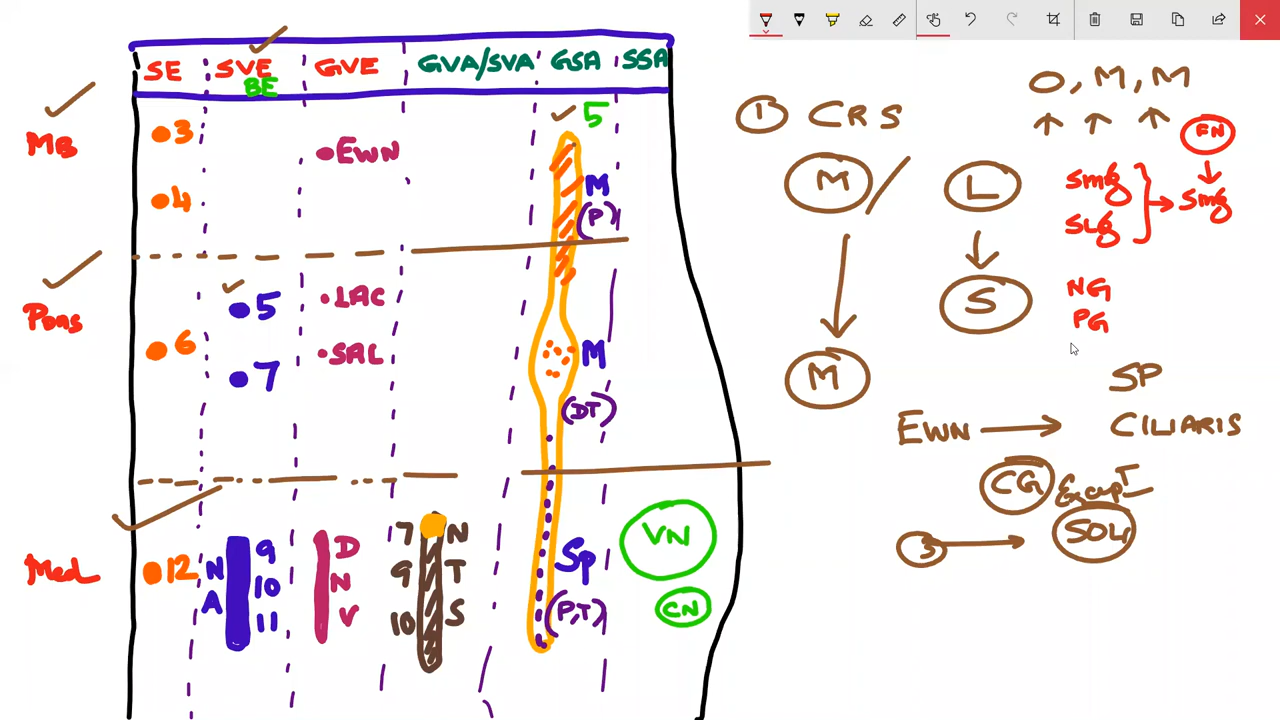 SE SVE GVE GVA/SVA GSA SSA
BE
MB
3
4
EWN
5
M
(P)
Pons
5
6
7
LAC
SAL
M
(DT)
Med
12
N
A
9
10
11
D
N
V
7
9
10
N
T
S
Sp
(P,T)
VN
CN
1 CRS
M / L
M
S
O, M, M
FN
Smg
SLg
Smg
NG
PG
SP
EWN → CILIARIS
CG Except
3 → SOL